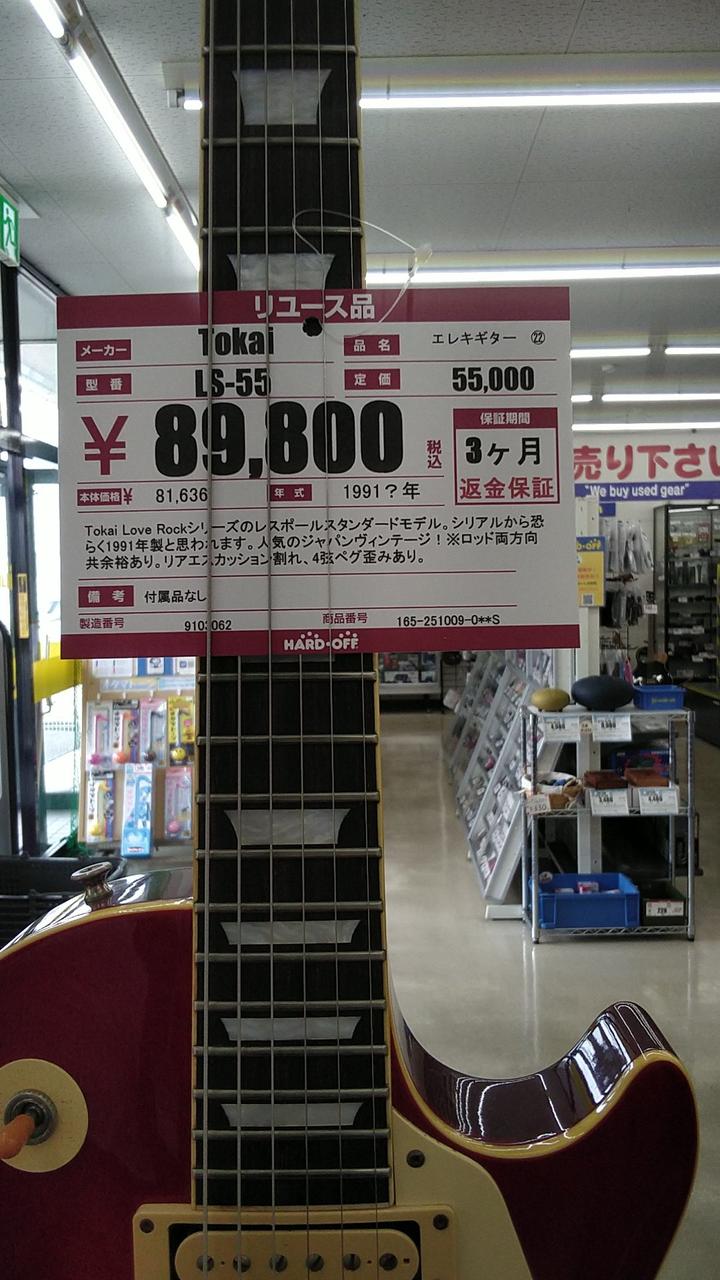 リユース品
メーカー Tokai 品名 エレキギター ㉒
型番 LS-55 定価 55,000
¥89,800 税込 保証期間 3ヶ月 返金保証
本体価格¥ 81,636 年式 1991?年
Tokai Love Rockシリーズのレスポールスタンダードモデル。シリアルから恐
らく1991年製と思われます。人気のジャパンヴィンテージ!※ロッド両方向
共余裕あり。リアエスカッション割れ、4弦ペグ歪みあり。
備考 付属品なし
製造番号 9103062 商品番号 165-251009-0**S
HARD-OFF
売り下さい
"We buy used gear"